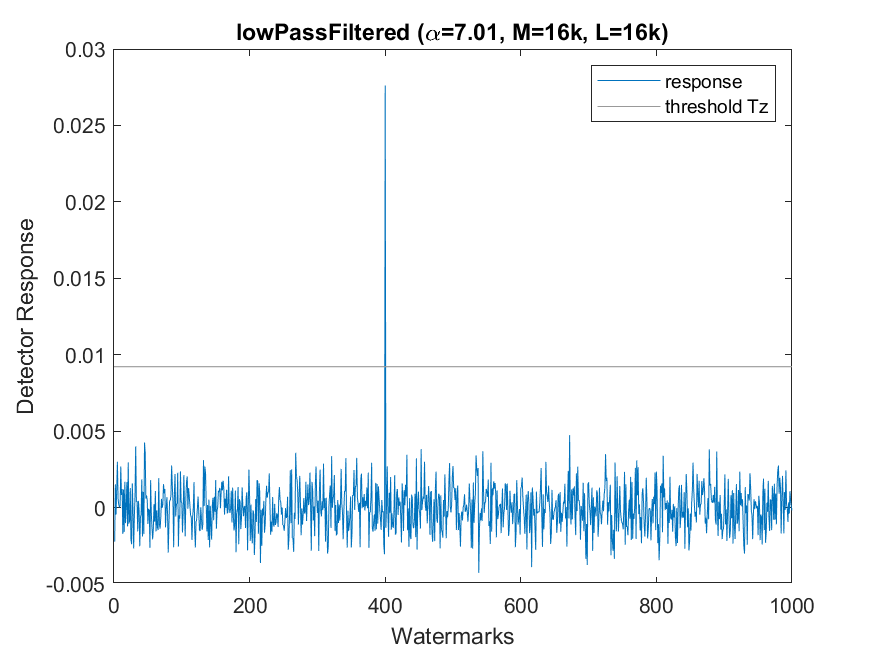 lowPassFiltered (α=7.01, M=16k, L=16k)
response
threshold Tz
0.03
0.025
0.02
0.015
0.01
0.005
0
-0.005
Detector Response
0 200 400 600 800 1000
Watermarks